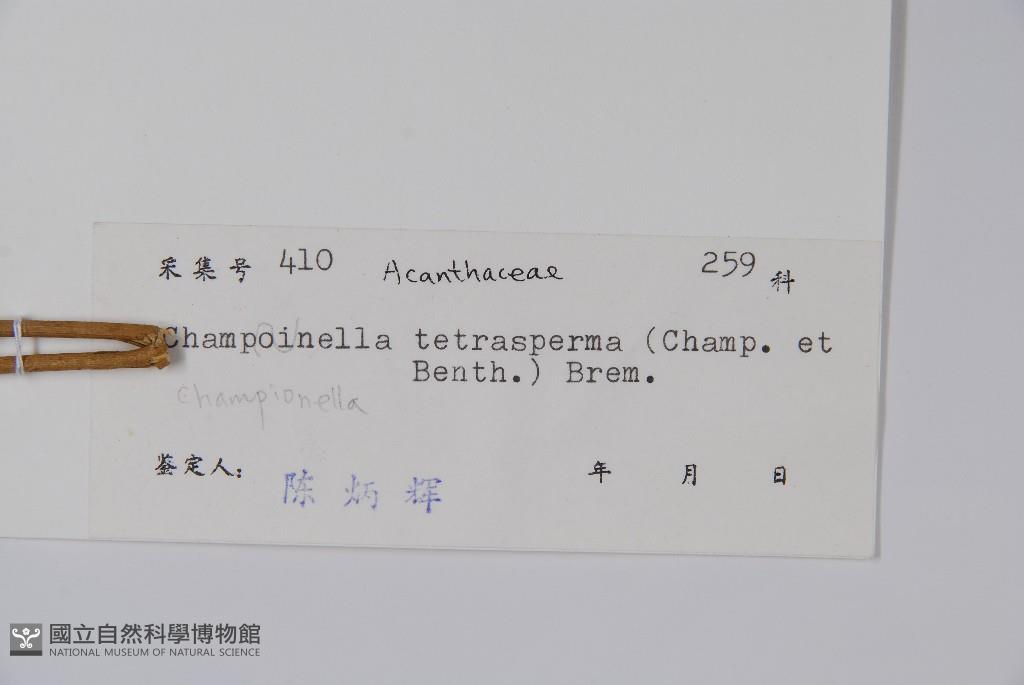 采集号 410 Acanthaceae 259 科
Champoinella tetrasperma (Champ. et
Benth.) Brem.
Championella
鉴定人: 陈炳辉 年 月 日
國立自然科學博物館
NATIONAL MUSEUM OF NATURAL SCIENCE